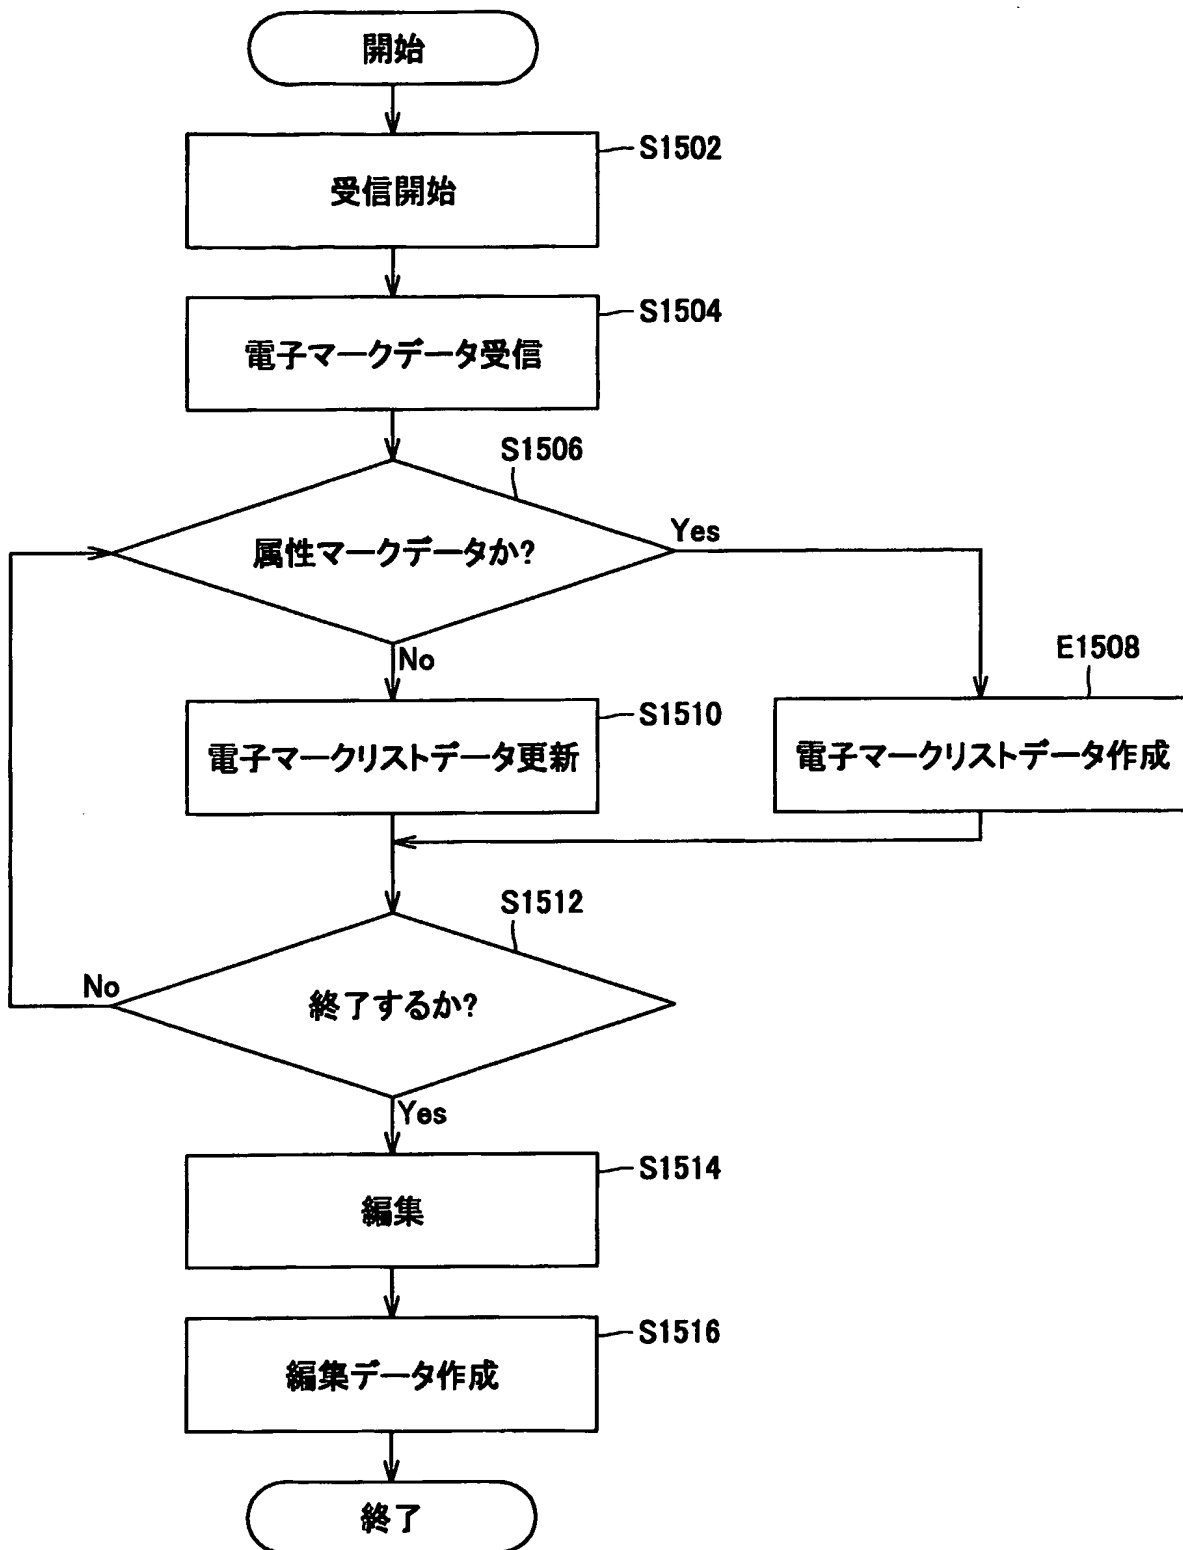 開始
S1502
受信開始
S1504
電子マークデータ受信
S1506
属性マークデータか?
Yes
No
E1508
S1510
電子マークリストデータ更新
電子マークリストデータ作成
S1512
No
終了するか?
Yes
S1514
編集
S1516
編集データ作成
終了